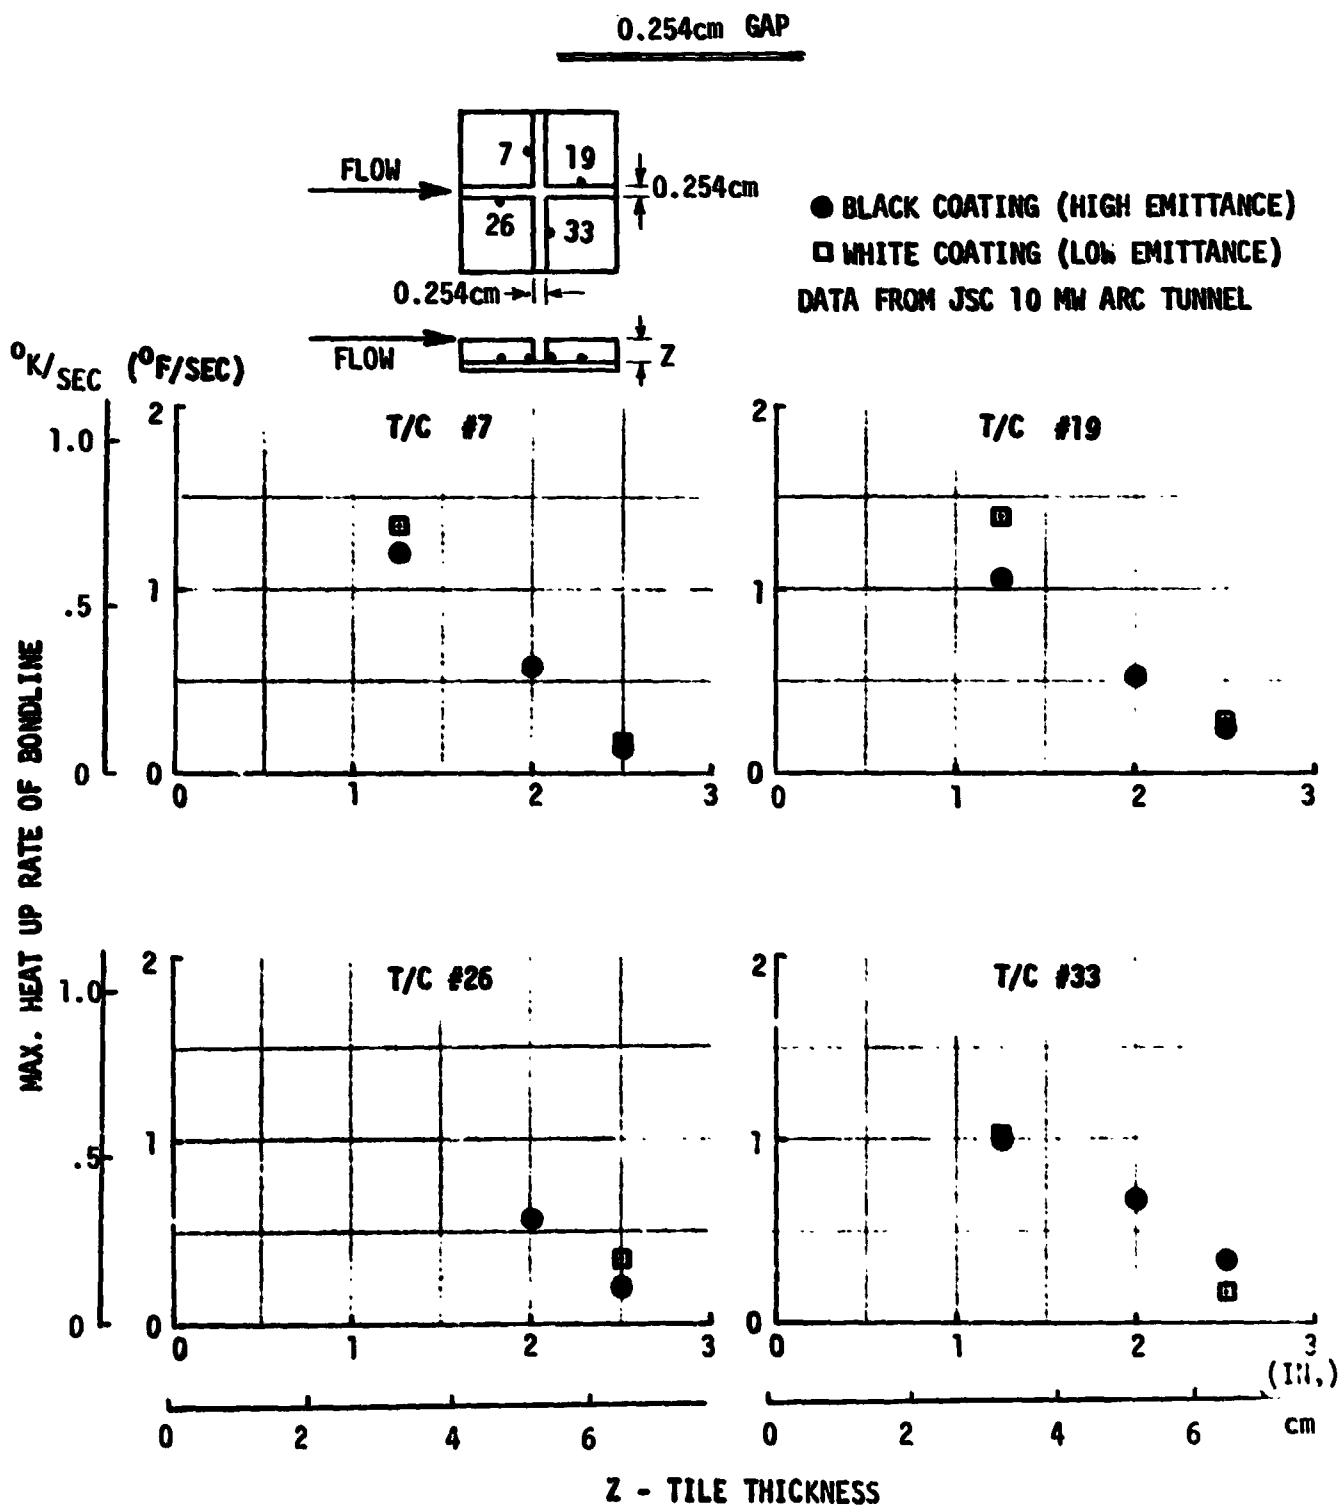 0.254cm GAP
FLOW
7
19
0.254cm
26
33
0.254cm
FLOW
Z
● BLACK COATING (HIGH EMITTANCE)
□ WHITE COATING (LOW EMITTANCE)
DATA FROM JSC 10 MW ARC TUNNEL
°K/SEC (°F/SEC)
MAX. HEAT UP RATE OF BONDLINE
T/C #7
1.0
.5
0
2
1
0
0 1 2 3
T/C #19
2
1
0
0 1 2 3
T/C #26
1.0
.5
0
2
1
0
0 1 2 3
T/C #33
2
1
0
0 1 2 3
(IN.)
0 2 4 6
0 2 4 6 cm
Z - TILE THICKNESS